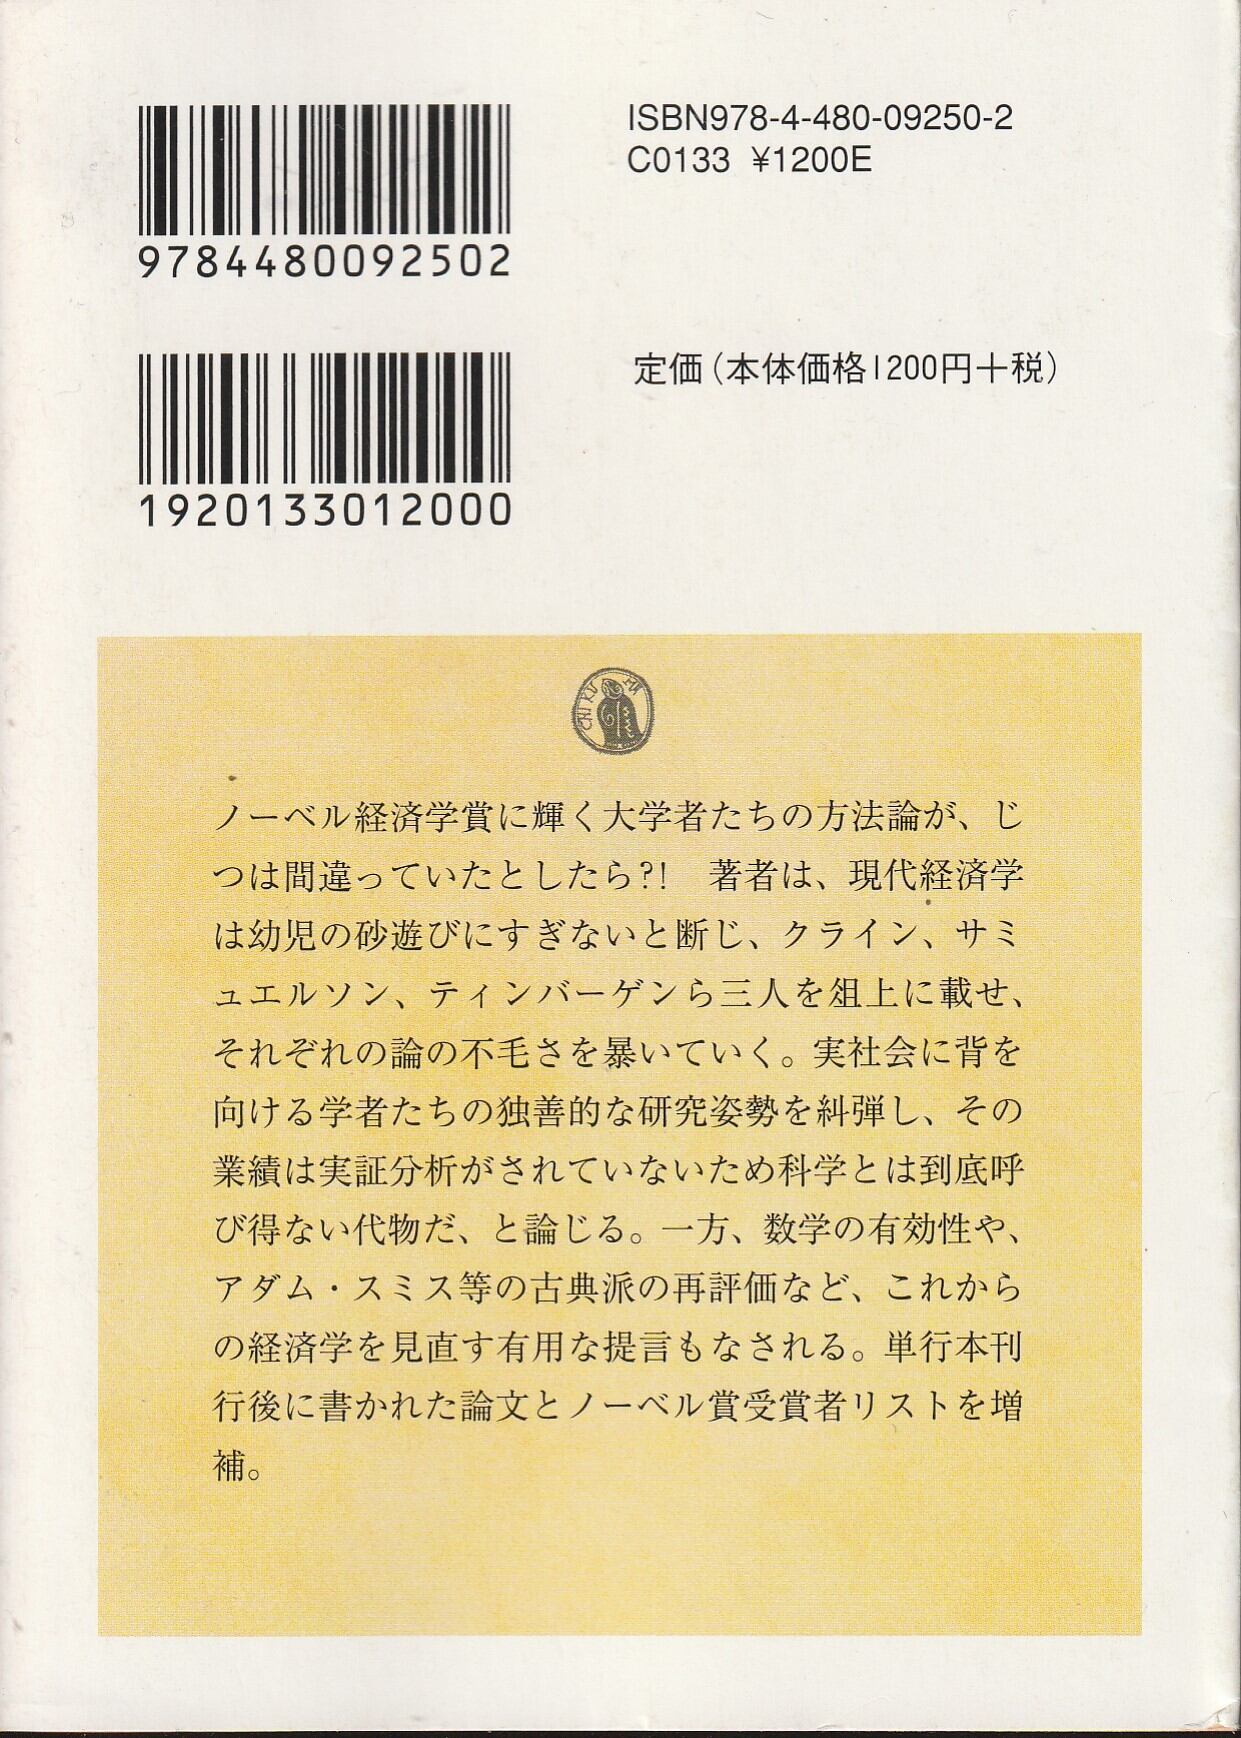 ISBN978-4-480-09250-2
C0133 ¥1200E
9784480092502
定価(本体価格1200円+税)
1920133012000
CHIKUMA
ノーベル経済学賞に輝く大学者たちの方法論が、じ
つは間違っていたとしたら?! 著者は、現代経済学
は幼児の砂遊びにすぎないと断じ、クライン、サミ
ュエルソン、ティンバーゲンら三人を俎上に載せ、
それぞれの論の不毛さを暴いていく。実社会に背を
向ける学者たちの独善的な研究姿勢を糾弾し、その
業績は実証分析がされていないため科学とは到底呼
び得ない代物だ、と論じる。一方、数学の有効性や、
アダム・スミス等の古典派の再評価など、これから
の経済学を見直す有用な提言もなされる。単行本刊
行後に書かれた論文とノーベル賞受賞者リストを増
補。